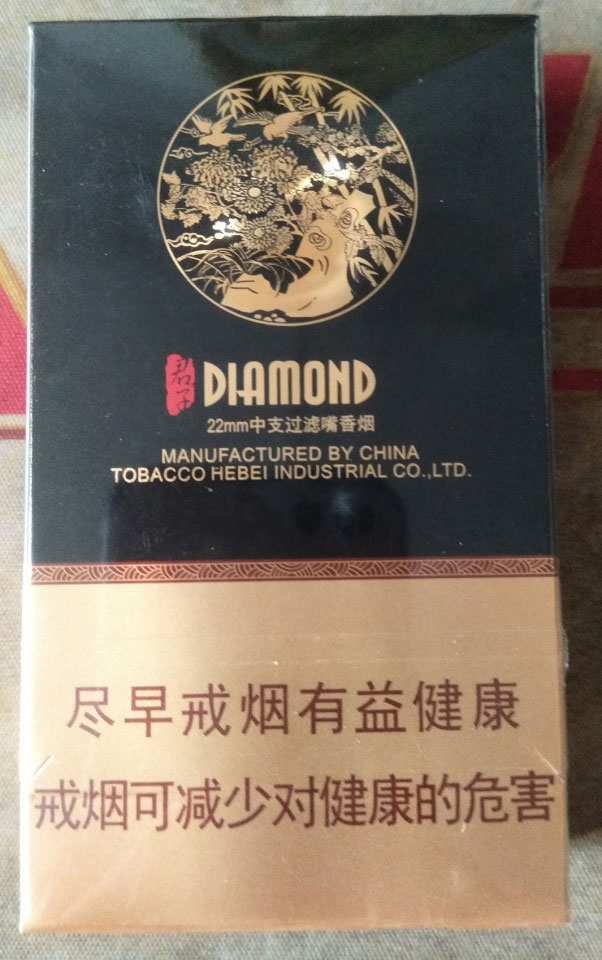 君子
DIAMOND
22mm中支过滤嘴香烟
MANUFACTURED BY CHINA
TOBACCO HEBEI INDUSTRIAL CO.,LTD.
尽早戒烟有益健康
戒烟可减少对健康的危害